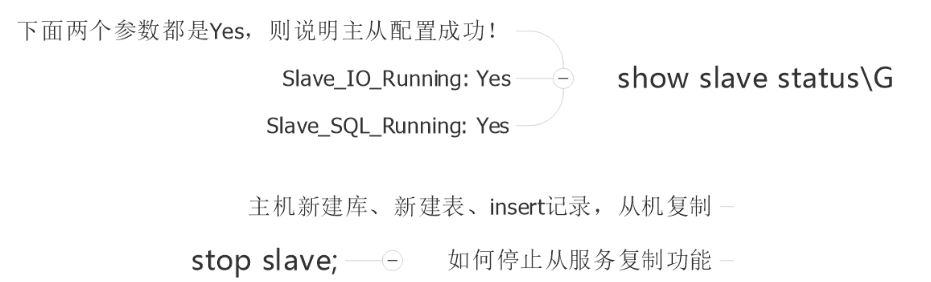 下面两个参数都是Yes，则说明主从配置成功！
Slave_IO_Running: Yes
show slave status\G
Slave_SQL_Running: Yes
主机新建库、新建表、insert记录，从机复制
stop slave;
如何停止从服务复制功能